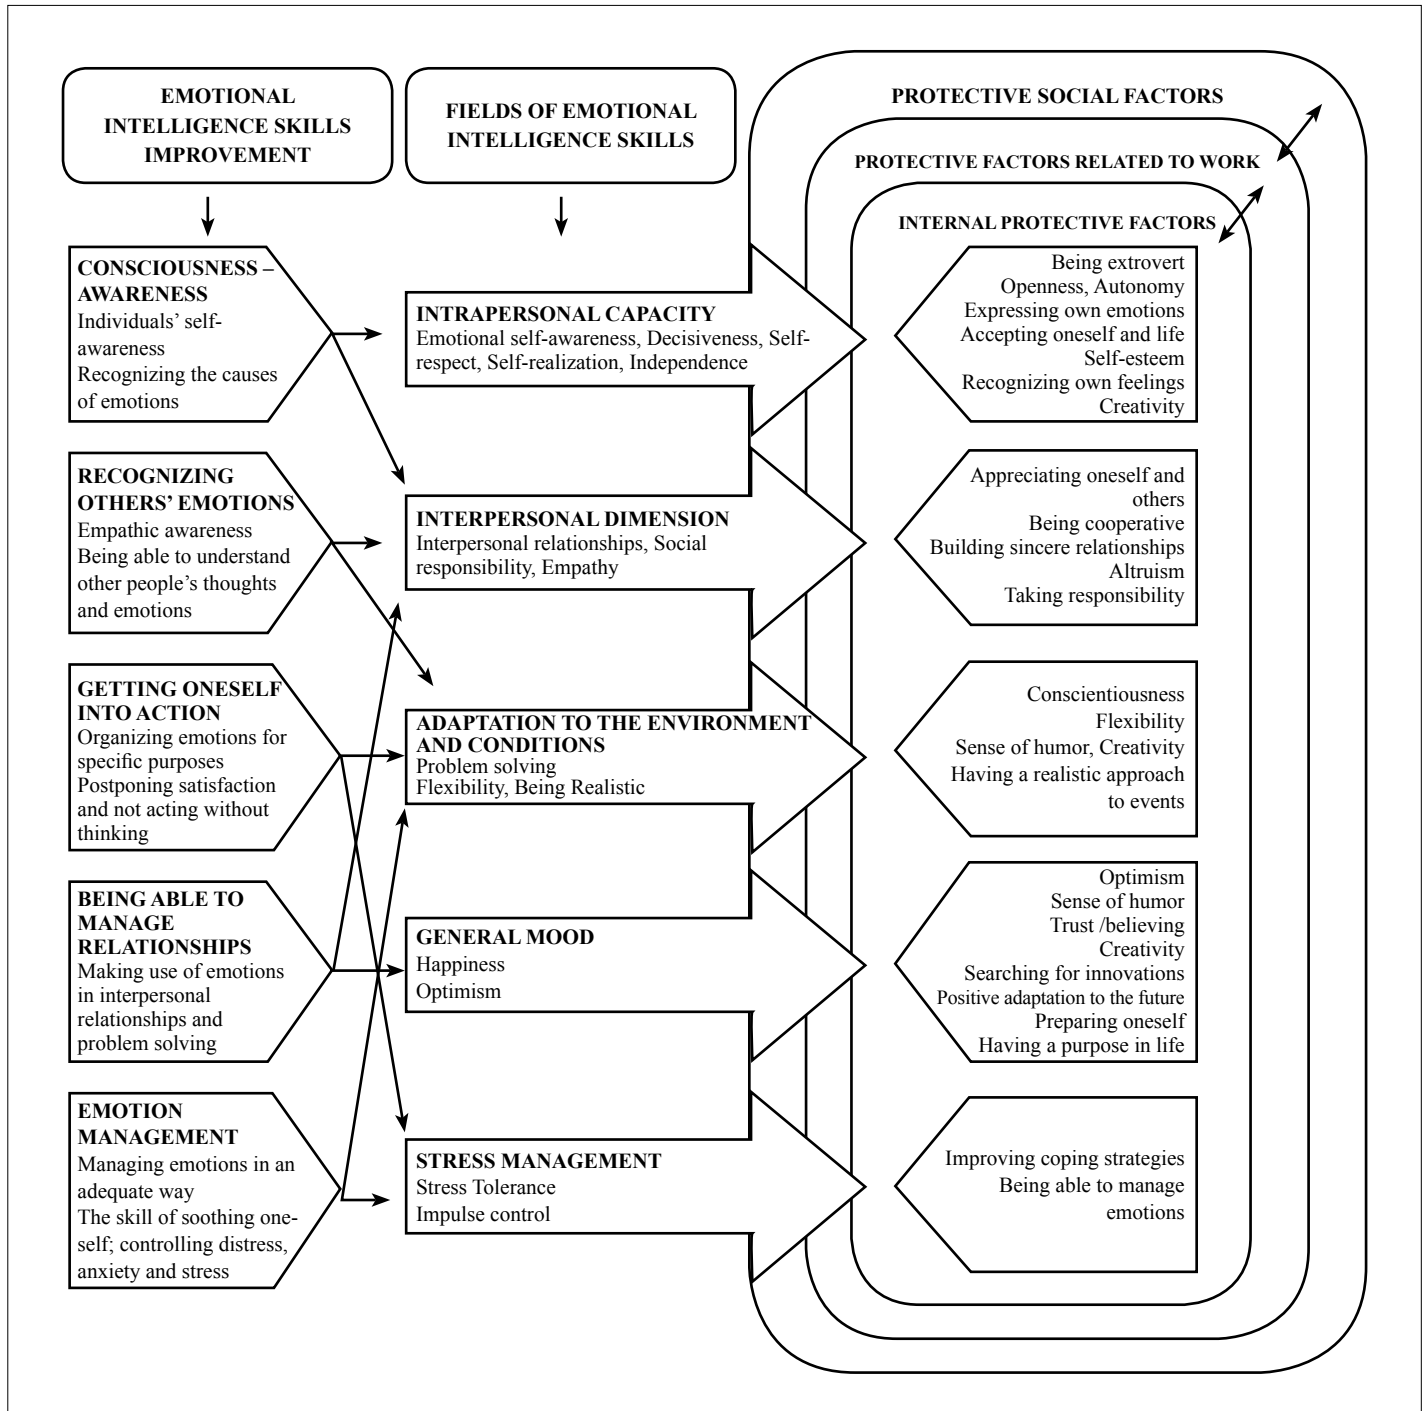 EMOTIONAL
INTELLIGENCE SKILLS
IMPROVEMENT
FIELDS OF EMOTIONAL
INTELLIGENCE SKILLS
PROTECTIVE SOCIAL FACTORS
PROTECTIVE FACTORS RELATED TO WORK
INTERNAL PROTECTIVE FACTORS
CONSCIOUSNESS –
AWARENESS
Individuals’ self-
awareness
Recognizing the causes
of emotions
INTRAPERSONAL CAPACITY
Emotional self-awareness, Decisiveness, Self-
respect, Self-realization, Independence
Being extrovert
Openness, Autonomy
Expressing own emotions
Accepting oneself and life
Self-esteem
Recognizing own feelings
Creativity
RECOGNIZING
OTHERS’ EMOTIONS
Empathic awareness
Being able to understand
other people’s thoughts
and emotions
INTERPERSONAL DIMENSION
Interpersonal relationships, Social
responsibility, Empathy
Appreciating oneself and
others
Being cooperative
Building sincere relationships
Altruism
Taking responsibility
GETTING ONESELF
INTO ACTION
Organizing emotions for
specific purposes
Postponing satisfaction
and not acting without
thinking
ADAPTATION TO THE ENVIRONMENT
AND CONDITIONS
Problem solving
Flexibility, Being Realistic
Conscientiousness
Flexibility
Sense of humor, Creativity
Having a realistic approach
to events
BEING ABLE TO
MANAGE
RELATIONSHIPS
Making use of emotions
in interpersonal
relationships and
problem solving
GENERAL MOOD
Happiness
Optimism
Optimism
Sense of humor
Trust /believing
Creativity
Searching for innovations
Positive adaptation to the future
Preparing oneself
Having a purpose in life
EMOTION
MANAGEMENT
Managing emotions in an
adequate way
The skill of soothing one-
self; controlling distress,
anxiety and stress
STRESS MANAGEMENT
Stress Tolerance
Impulse control
Improving coping strategies
Being able to manage
emotions